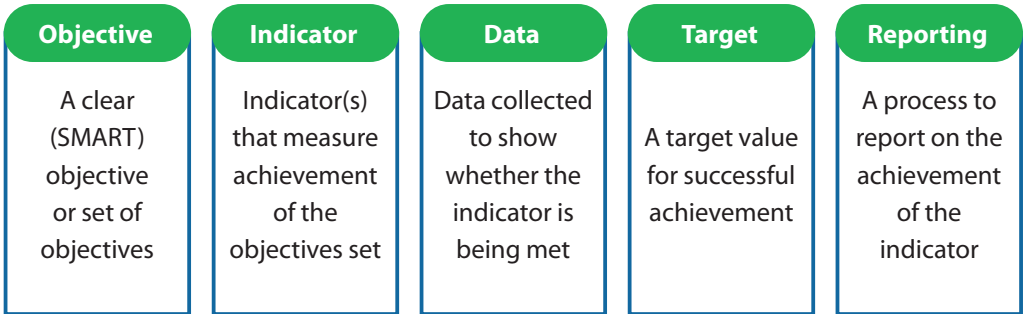 Objective
A clear
(SMART)
objective
or set of
objectives
Indicator
Indicator(s)
that measure
achievement
of the
objectives set
Data
Data collected
to show
whether the
indicator is
being met
Target
A target value
for successful
achievement
Reporting
A process to
report on the
achievement
of the
indicator